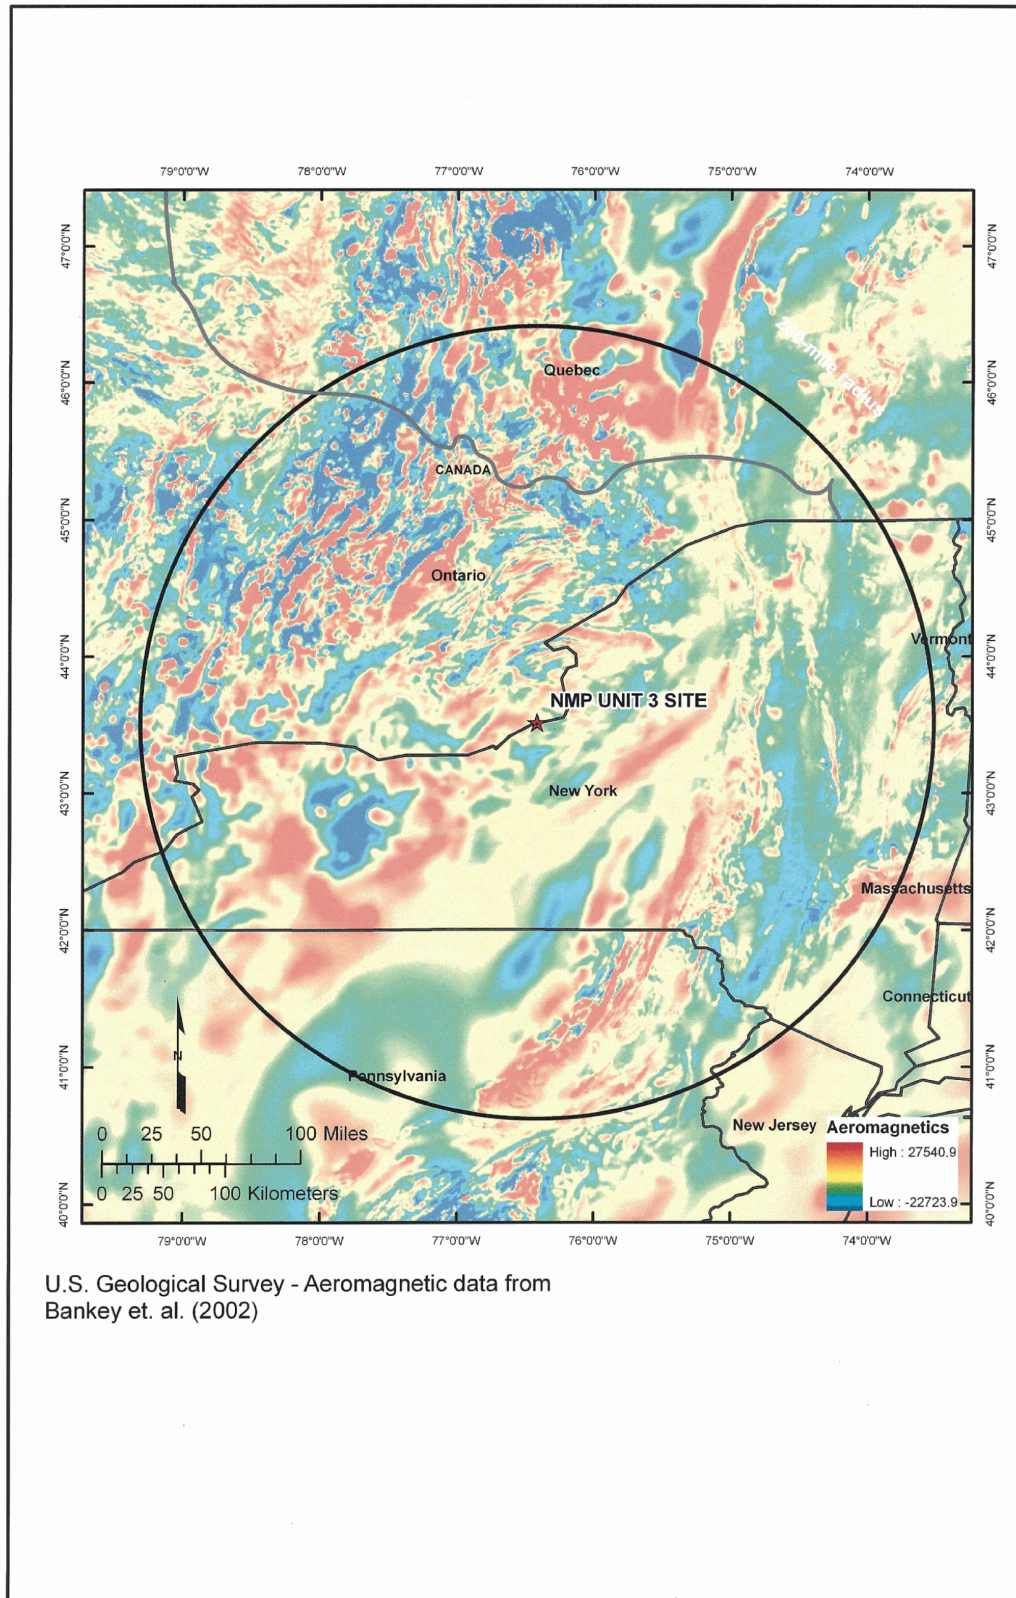 79°0'0"W 78°0'0"W 77°0'0"W 76°0'0"W 75°0'0"W 74°0'0"W
47°0'0"N 47°0'0"N
200-mile radius
Quebec
46°0'0"N 46°0'0"N
CANADA
45°0'0"N 45°0'0"N
Ontario
Vermont
44°0'0"N 44°0'0"N
NMP UNIT 3 SITE
New York
43°0'0"N 43°0'0"N
Massachusetts
42°0'0"N 42°0'0"N
Connecticut
N
41°0'0"N 41°0'0"N
Pennsylvania
New Jersey
Aeromagnetics
High : 27540.9
Low : -22723.9
0 25 50 100 Miles
0 25 50 100 Kilometers
40°0'0"N 40°0'0"N
79°0'0"W 78°0'0"W 77°0'0"W 76°0'0"W 75°0'0"W 74°0'0"W
U.S. Geological Survey - Aeromagnetic data from
Bankey et. al. (2002)